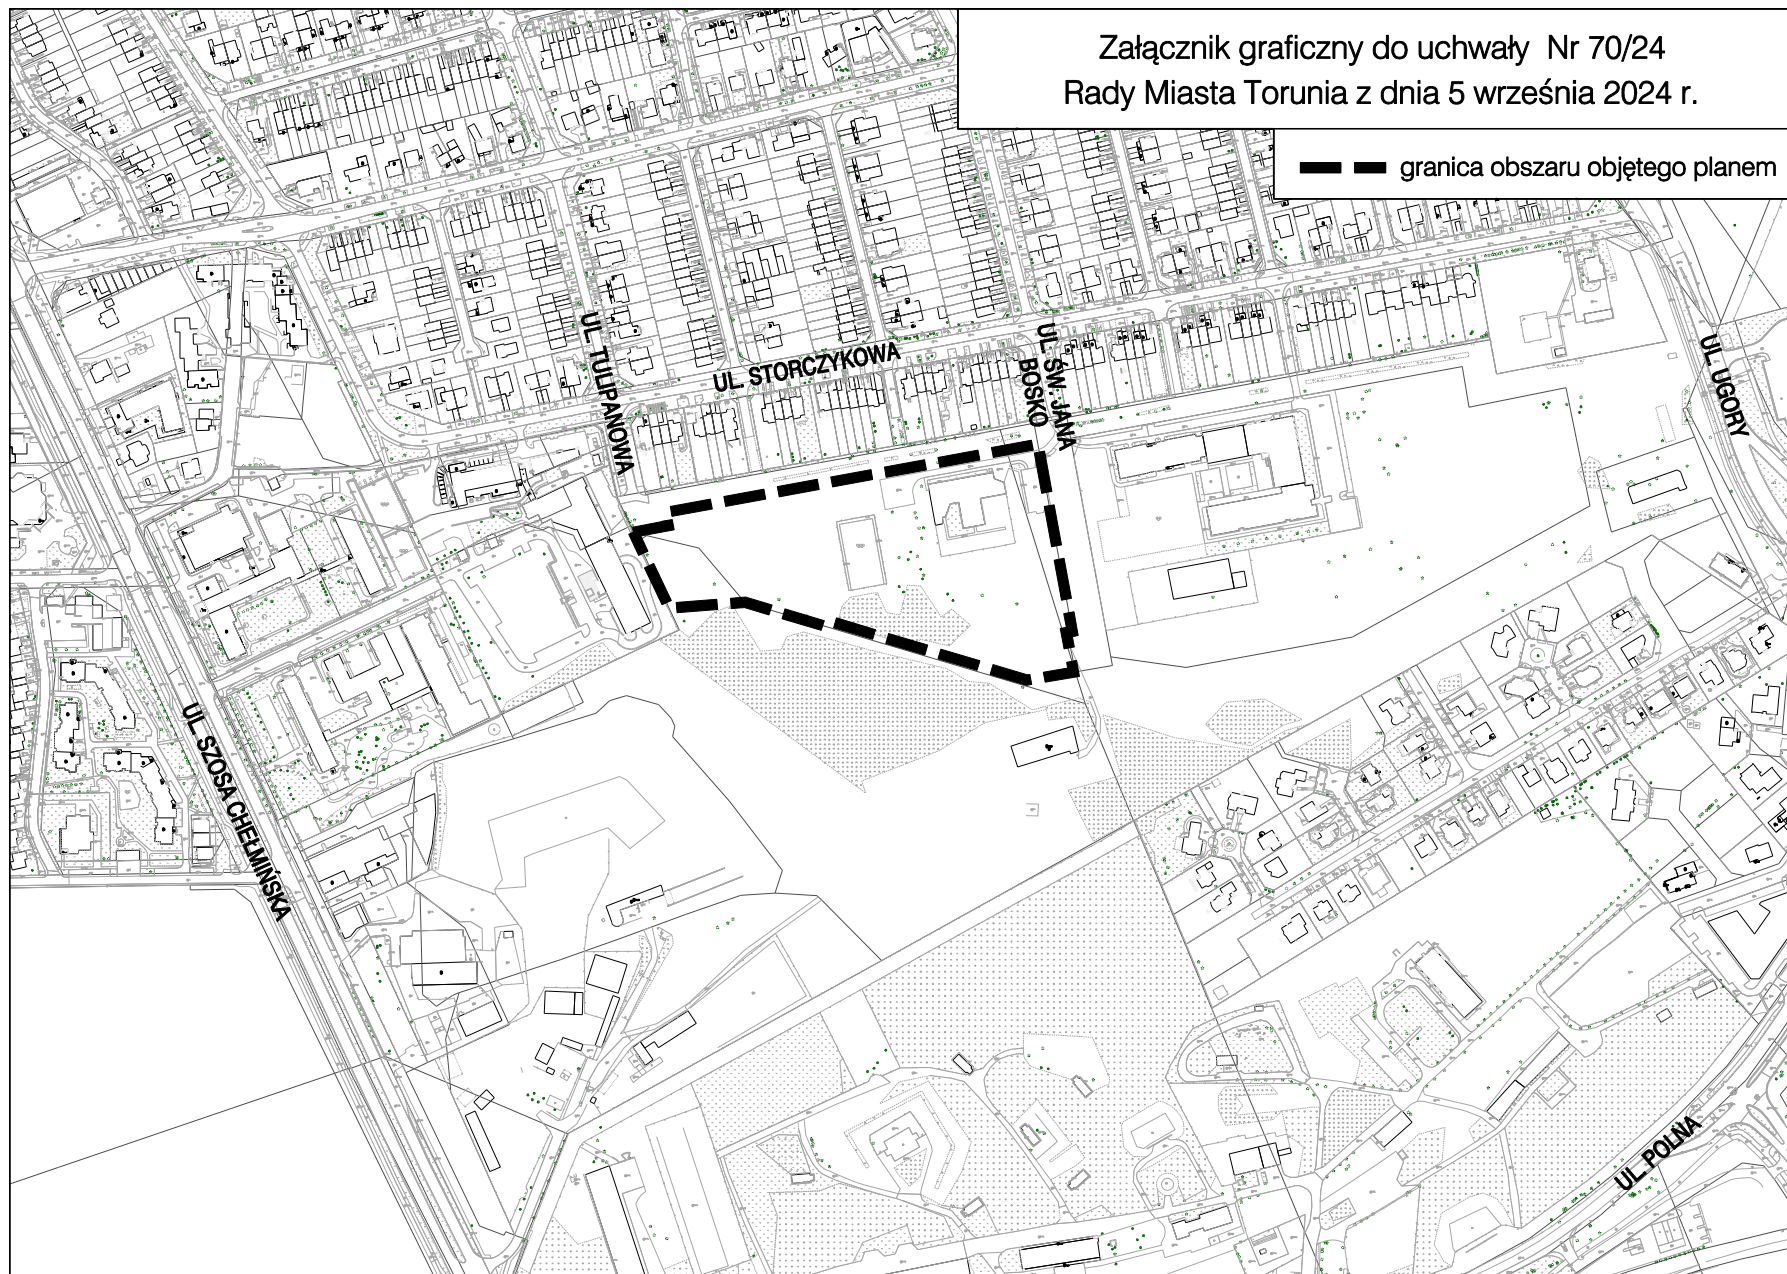 Załącznik graficzny do uchwały Nr 70/24
Rady Miasta Torunia z dnia 5 września 2024 r.
granica obszaru objętego planem
UL. TULIPANOWA
UL. STORCZYKOWA
UL. ŚW. JANA
BOSKO
UL. UGORY
UL. SZOSA CHEŁMIŃSKA
UL. POLNA